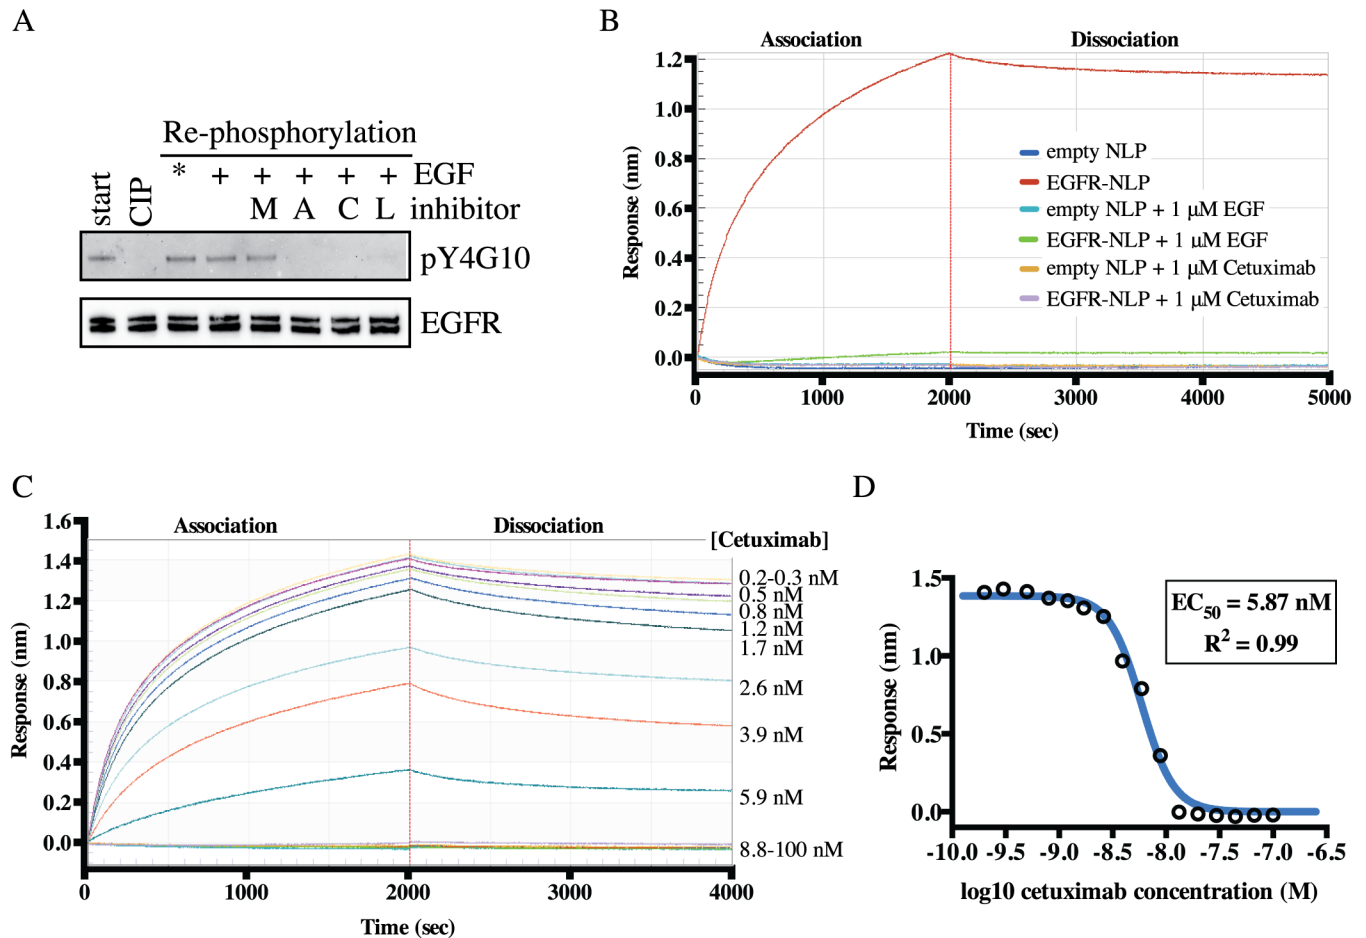 A
Re-phosphorylation
start
CIP
* + + + + + EGF
M A C L inhibitor
pY4G10
EGFR
B
Association Dissociation
1.2
1.0
0.8
0.6
0.4
0.2
0.0
Response (nm)
empty NLP
EGFR-NLP
empty NLP + 1 µM EGF
EGFR-NLP + 1 µM EGF
empty NLP + 1 µM Cetuximab
EGFR-NLP + 1 µM Cetuximab
0 1000 2000 3000 4000 5000
Time (sec)
C
Association Dissociation
[Cetuximab]
1.6
1.4
1.2
1.0
0.8
0.6
0.4
0.2
0.0
Response (nm)
0.2-0.3 nM
0.5 nM
0.8 nM
1.2 nM
1.7 nM
2.6 nM
3.9 nM
5.9 nM
8.8-100 nM
0 1000 2000 3000 4000
Time (sec)
D
EC50 = 5.87 nM
R2 = 0.99
1.5
1.0
0.5
0.0
Response (nm)
-10.0 -9.5 -9.0 -8.5 -8.0 -7.5 -7.0 -6.5
log10 cetuximab concentration (M)